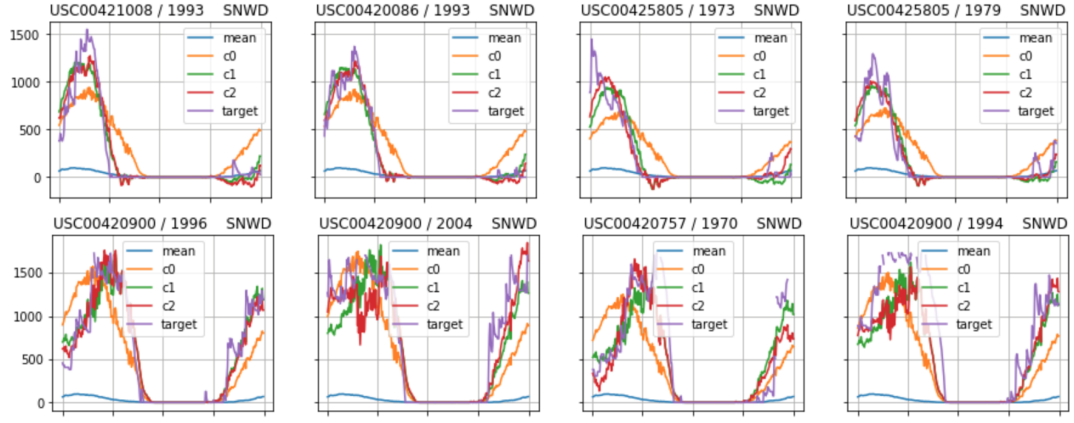 USC00421008 / 1993 SNWD
USC00420086 / 1993 SNWD
USC00425805 / 1973 SNWD
USC00425805 / 1979 SNWD
1500
1000
500
0
mean
c0
c1
c2
target
mean
c0
c1
c2
target
mean
c0
c1
c2
target
mean
c0
c1
c2
target
USC00420900 / 1996 SNWD
USC00420900 / 2004 SNWD
USC00420757 / 1970 SNWD
USC00420900 / 1994 SNWD
1500
1000
500
0
mean
c0
c1
c2
target
mean
c0
c1
c2
target
mean
c0
c1
c2
target
mean
c0
c1
c2
target